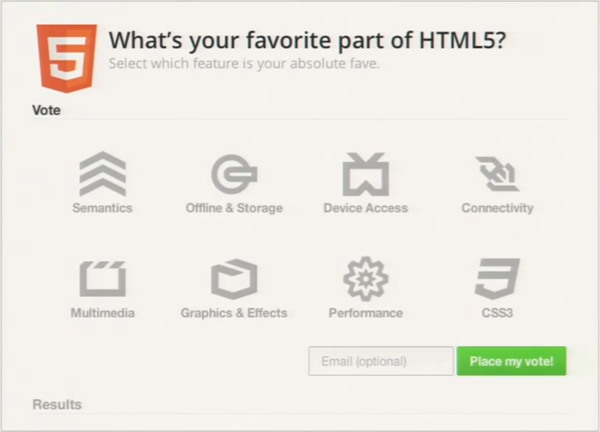 What's your favorite part of HTML5?
Select which feature is your absolute fave.
Vote
Semantics
Offline & Storage
Device Access
Connectivity
Multimedia
Graphics & Effects
Performance
CSS3
Email (optional)
Place my vote!
Results